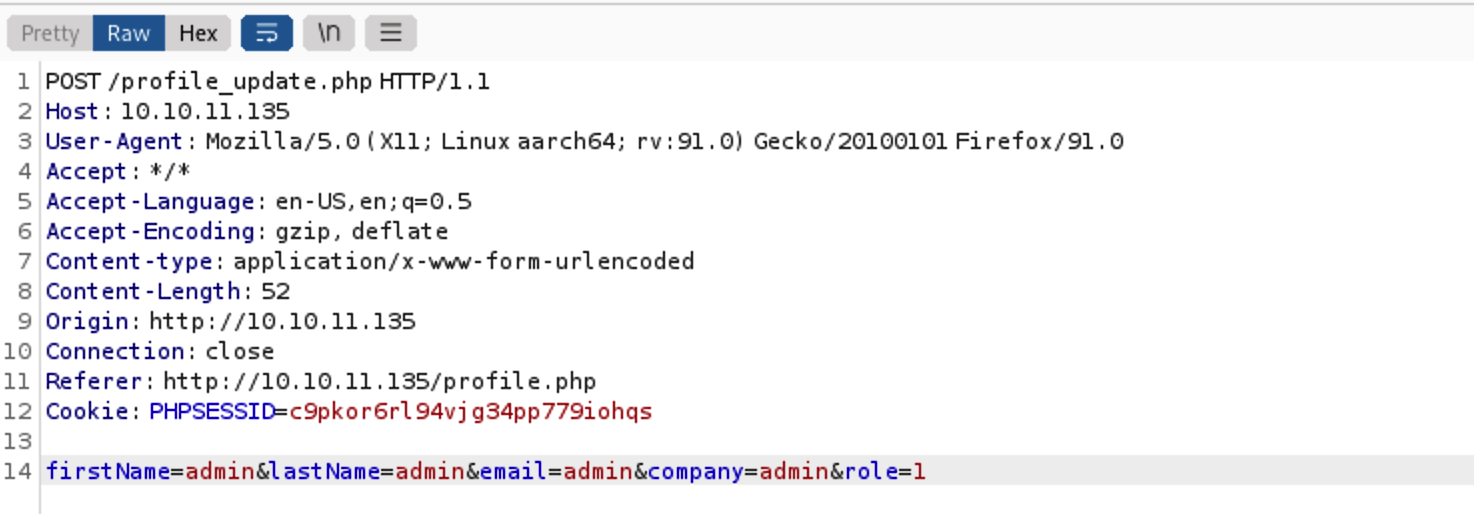 Pretty Raw Hex \n
1 POST /profile_update.php HTTP/1.1
2 Host: 10.10.11.135
3 User-Agent: Mozilla/5.0 (X11; Linux aarch64; rv:91.0) Gecko/20100101 Firefox/91.0
4 Accept: */*
5 Accept-Language: en-US,en;q=0.5
6 Accept-Encoding: gzip, deflate
7 Content-type: application/x-www-form-urlencoded
8 Content-Length: 52
9 Origin: http://10.10.11.135
10 Connection: close
11 Referer: http://10.10.11.135/profile.php
12 Cookie: PHPSESSID=c9pkor6rl94vjg34pp779iohqs
13
14 firstName=admin&lastName=admin&email=admin&company=admin&role=1